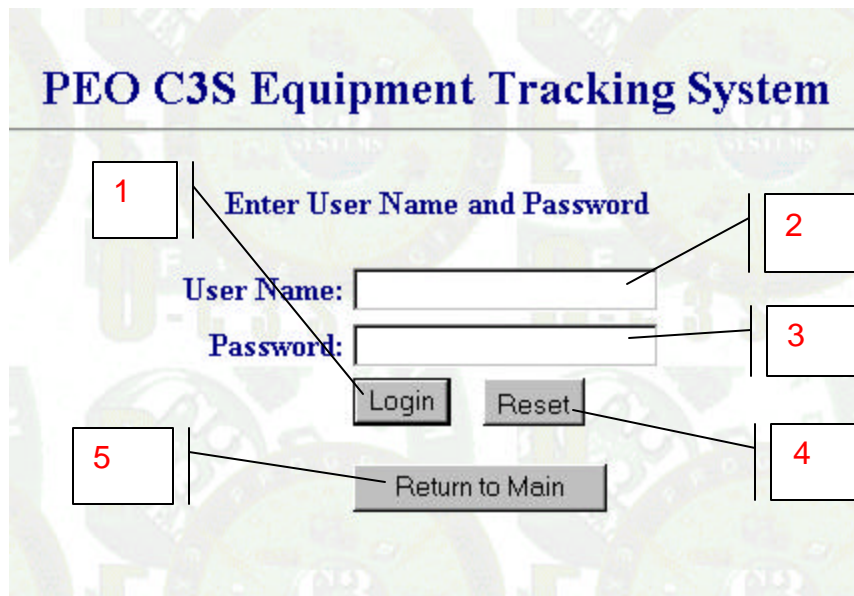 PEO C3S Equipment Tracking System
1
Enter User Name and Password
2
User Name:
3
Password:
Login
Reset
4
5
Return to Main